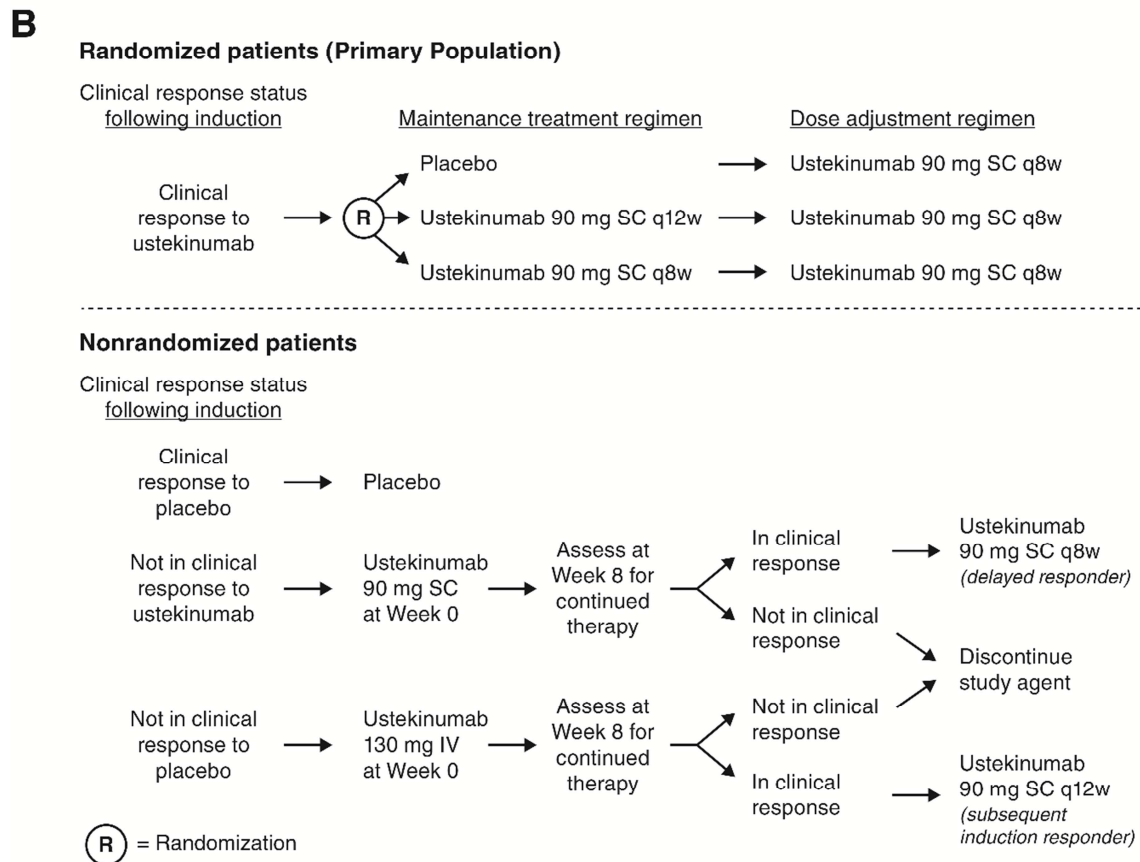 B
Randomized patients (Primary Population)
Clinical response status
following induction
Maintenance treatment regimen
Dose adjustment regimen
Clinical
response to
ustekinumab
R
Placebo
Ustekinumab 90 mg SC q8w
Ustekinumab 90 mg SC q12w
Ustekinumab 90 mg SC q8w
Ustekinumab 90 mg SC q8w
Ustekinumab 90 mg SC q8w
Nonrandomized patients
Clinical response status
following induction
Clinical
response to
placebo
Placebo
Not in clinical
response to
ustekinumab
Ustekinumab
90 mg SC
at Week 0
Assess at
Week 8 for
continued
therapy
In clinical
response
Ustekinumab
90 mg SC q8w
(delayed responder)
Not in clinical
response
Discontinue
study agent
Not in clinical
response to
placebo
Ustekinumab
130 mg IV
at Week 0
Assess at
Week 8 for
continued
therapy
Not in clinical
response
In clinical
response
Ustekinumab
90 mg SC q12w
(subsequent
induction responder)
R = Randomization